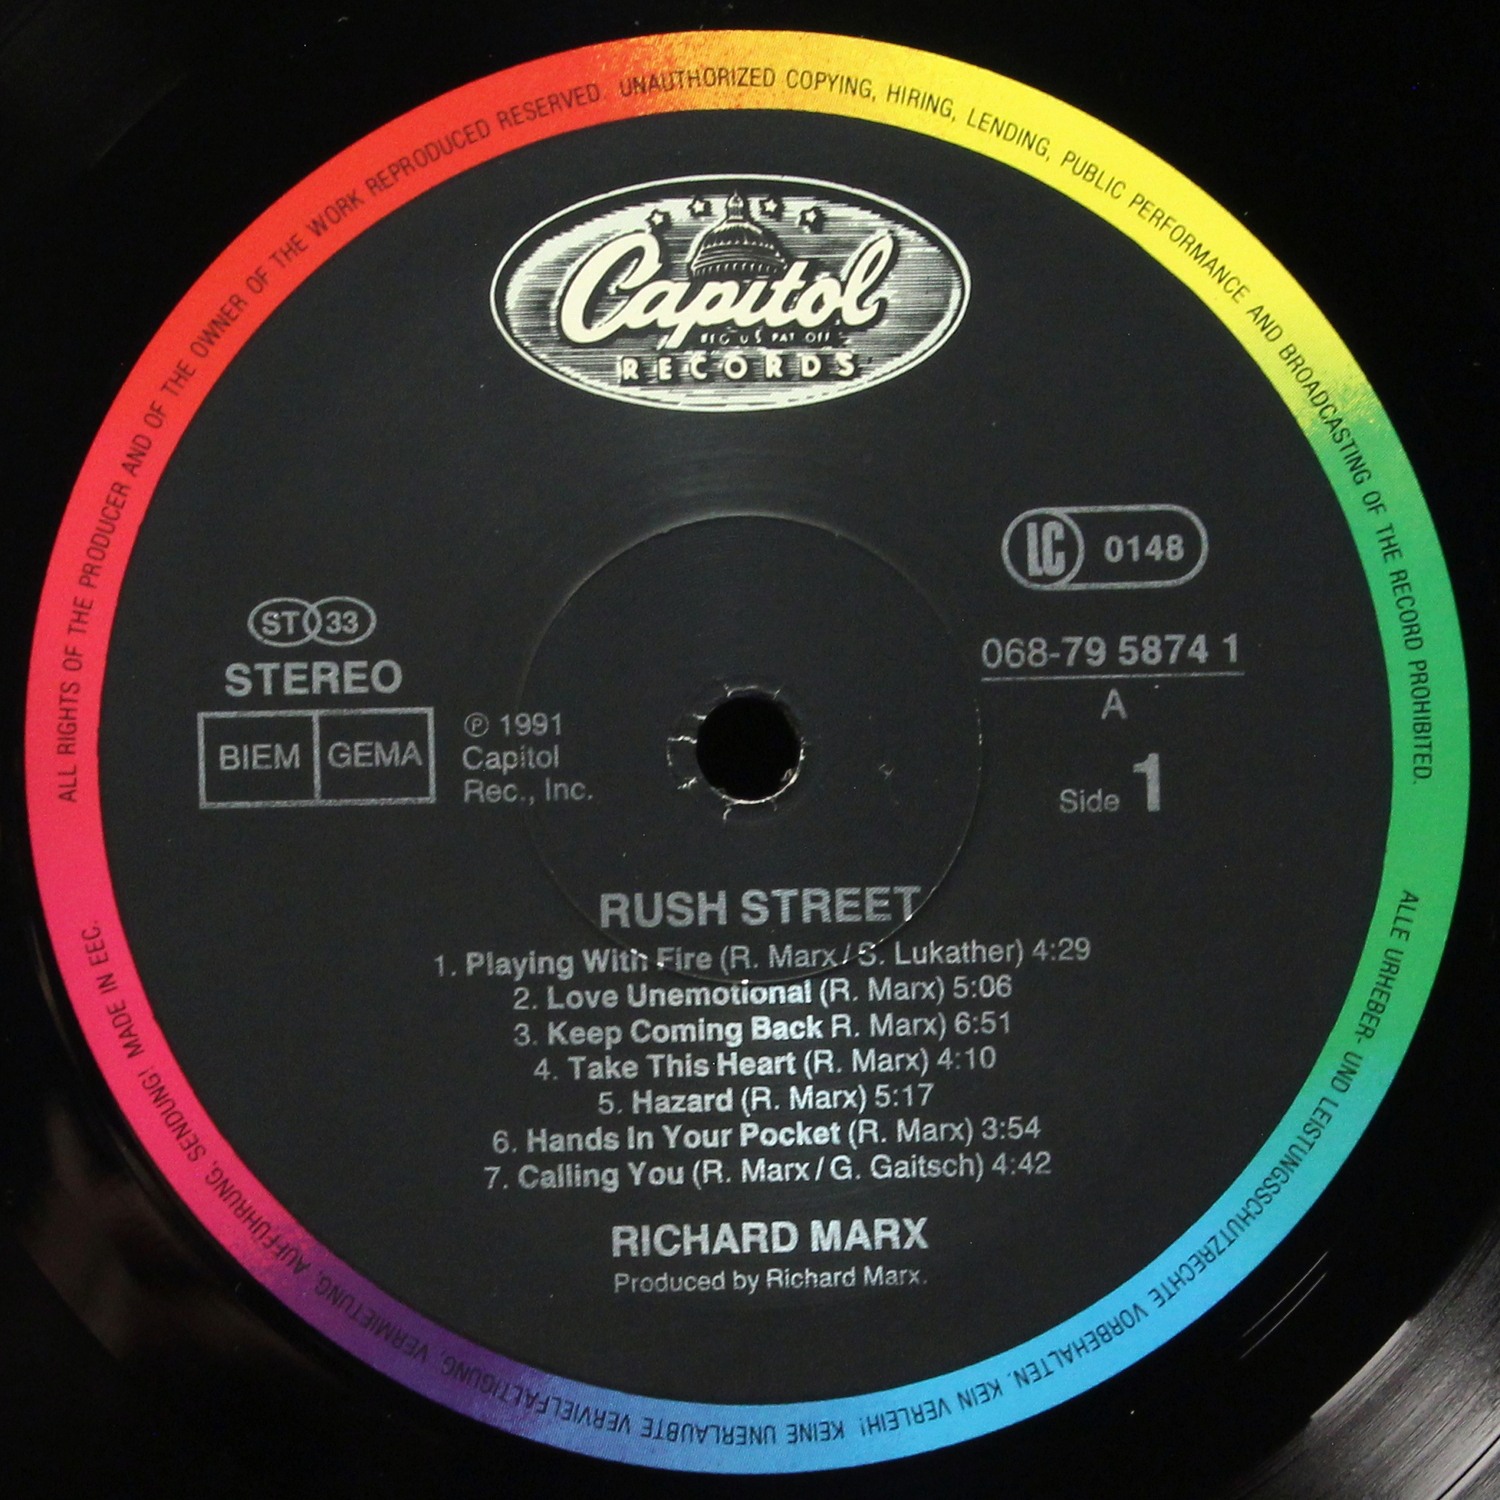 ALL RIGHTS OF THE PRODUCER AND OF THE OWNER OF THE WORK REPRODUCED RESERVED. UNAUTHORIZED COPYING, HIRING, LENDING, PUBLIC PERFORMANCE AND BROADCASTING OF THE RECORD PROHIBITED.
Capitol
REG US PAT OFF
RECORDS
LC 0148
ST 33
STEREO
BIEM GEMA
℗ 1991
Capitol
Rec., Inc.
068-79 5874 1
A
Side 1
RUSH STREET
1. Playing With Fire (R. Marx / S. Lukather) 4:29
2. Love Unemotional (R. Marx) 5:06
3. Keep Coming Back R. Marx) 6:51
4. Take This Heart (R. Marx) 4:10
5. Hazard (R. Marx) 5:17
6. Hands In Your Pocket (R. Marx) 3:54
7. Calling You (R. Marx / G. Gaitsch) 4:42
RICHARD MARX
Produced by Richard Marx.
ALLE URHEBER- UND LEISTUNGSSCHUTZRECHTE VORBEHALTEN. KEIN VERLEIH! KEINE UNERLAUBTE VERVIELFALTIGUNG, VERMIETUNG, AUFFÜHRUNG, SENDUNG! MADE IN EEC.